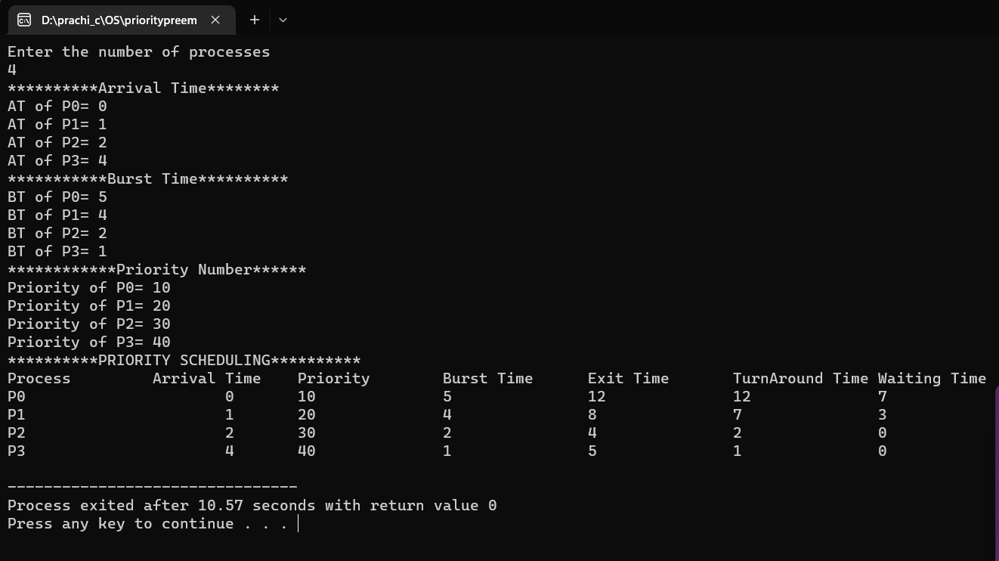 D:\prachi_c\OS\prioritypreem
Enter the number of processes
4
**********Arrival Time********
AT of P0= 0
AT of P1= 1
AT of P2= 2
AT of P3= 4
***********Burst Time**********
BT of P0= 5
BT of P1= 4
BT of P2= 2
BT of P3= 1
************Priority Number******
Priority of P0= 10
Priority of P1= 20
Priority of P2= 30
Priority of P3= 40
**********PRIORITY SCHEDULING**********
Process         Arrival Time    Priority        Burst Time      Exit Time       TurnAround Time Waiting Time
P0                      0       10              5               12              12              7
P1                      1       20              4               8               7               3
P2                      2       30              2               4               2               0
P3                      4       40              1               5               1               0
--------------------------------
Process exited after 10.57 seconds with return value 0
Press any key to continue . . .